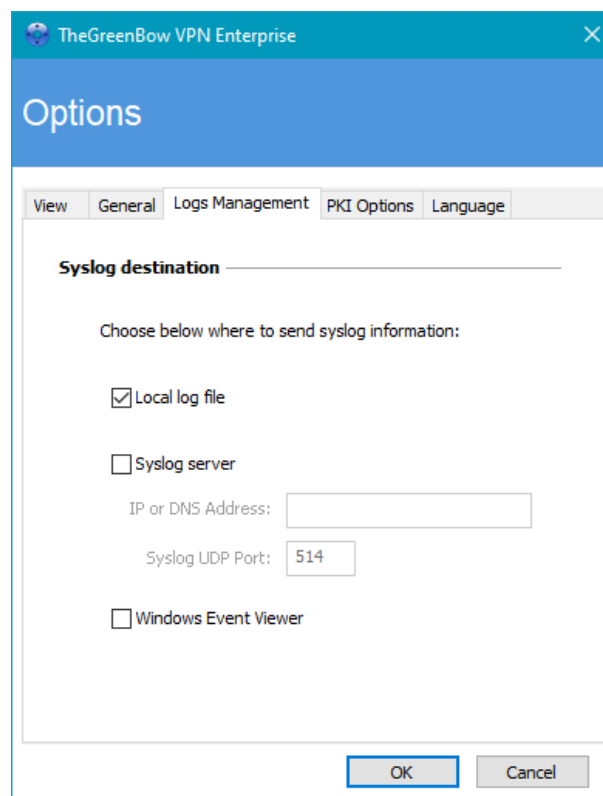 TheGreenBow VPN Enterprise
Options
View General Logs Management PKI Options Language
Syslog destination
Choose below where to send syslog information:
Local log file
Syslog server
IP or DNS Address:
Syslog UDP Port: 514
Windows Event Viewer
OK Cancel